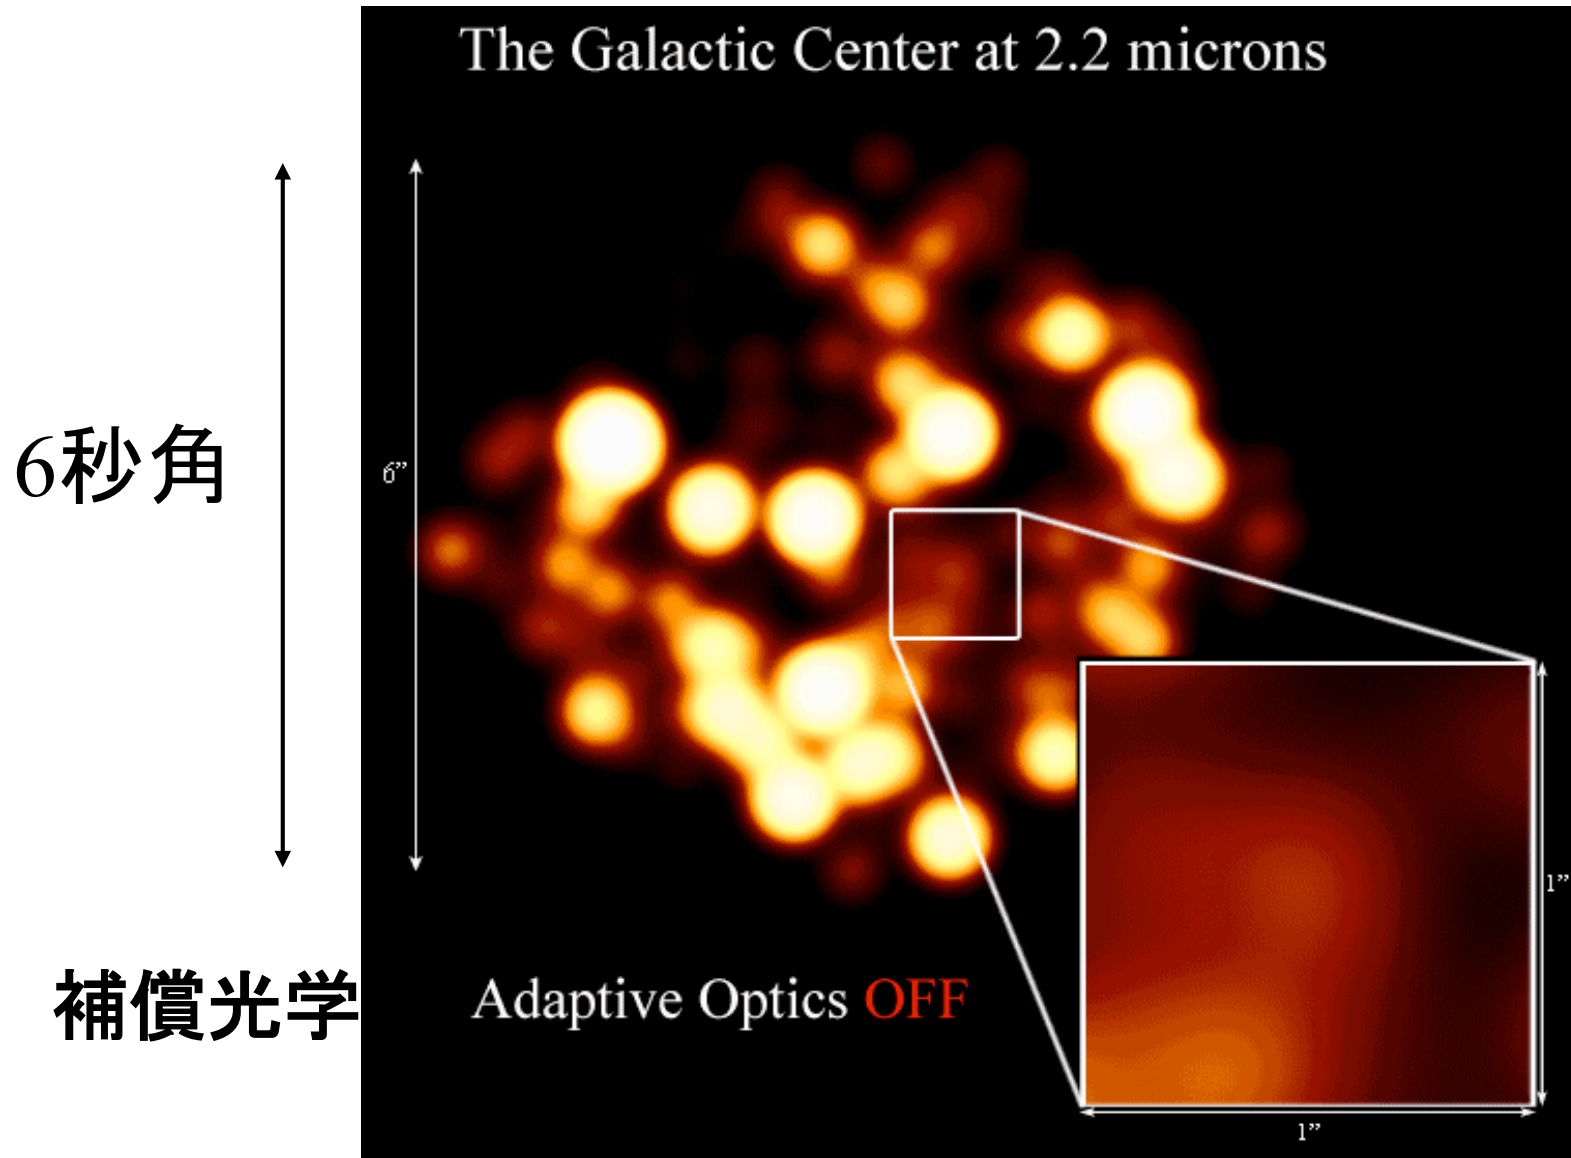 The Galactic Center at 2.2 microns
6秒角
6”
1”
補償光学
Adaptive Optics OFF
1”